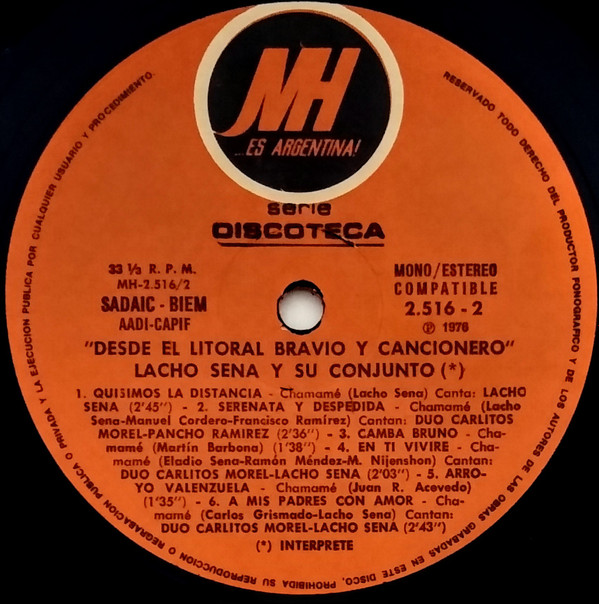 MH
...ES ARGENTINA!
serie
DISCOTECA
33 ⅓ R. P. M.
MH-2.516/2
SADAIC - BIEM
AADI-CAPIF
MONO/ESTEREO
COMPATIBLE
2.516 - 2
Ⓟ 1976
"DESDE EL LITORAL BRAVIO Y CANCIONERO"
LACHO SENA Y SU CONJUNTO (*)
1. QUISIMOS LA DISTANCIA - Chamamé (Lacho Sena) Canta: LACHO
SENA (2'45") - 2. SERENATA Y DESPEDIDA - Chamamé (Lacho
Sena-Manuel Cordero-Francisco Ramírez) Cantan: DUO CARLITOS
MOREL-PANCHO RAMIREZ (2'36") - 3. CAMBA BRUNO - Cha-
mamé (Martín Barbona) (1'38") - 4. EN TI VIVIRE - Cha-
mamé (Eladio Sena-Ramón Méndez-M. Nijenshon) Cantan:
DUO CARLITOS MOREL-LACHO SENA (2'03") - 5. ARRO-
YO VALENZUELA - Chamamé (Juan R. Acevedo)
(1'35") - 6. A MIS PADRES CON AMOR - Cha-
mamé (Carlos Grismado-Lacho Sena) Cantan:
DUO CARLITOS MOREL-LACHO SENA (2'43")
(*) INTERPRETE
RESERVADO TODO DERECHO DEL PRODUCTOR FONOGRAFICO Y DE LOS AUTORES DE LAS OBRAS GRABADAS EN ESTE DISCO. PROHIBIDA SU REPRODUCCION O REGRABACION PUBLICA O PRIVADA Y LA EJECUCION PUBLICA POR CUALQUIER USUARIO Y PROCEDIMIENTO.